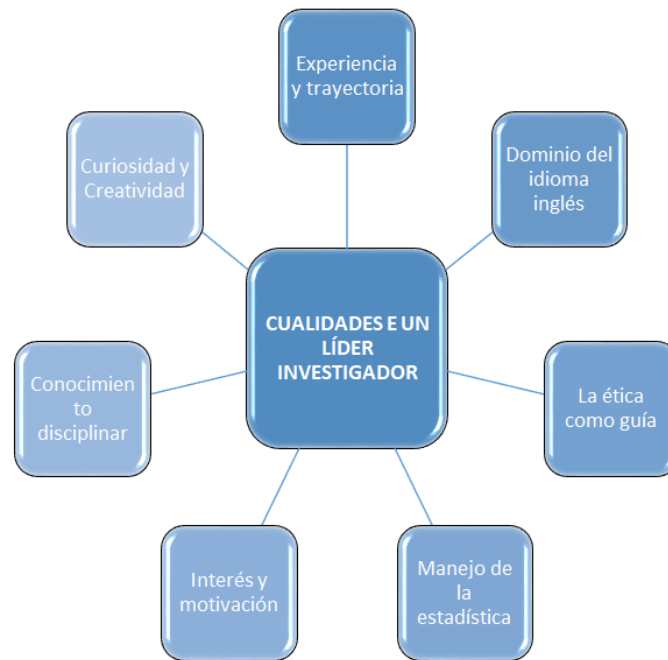 Experiencia
y trayectoria
Dominio del
idioma
inglés
La ética
como guía
Manejo de
la
estadística
Interés y
motivación
Conocimien
to
disciplinar
Curiosidad y
Creatividad
CUALIDADES E UN
LÍDER
INVESTIGADOR